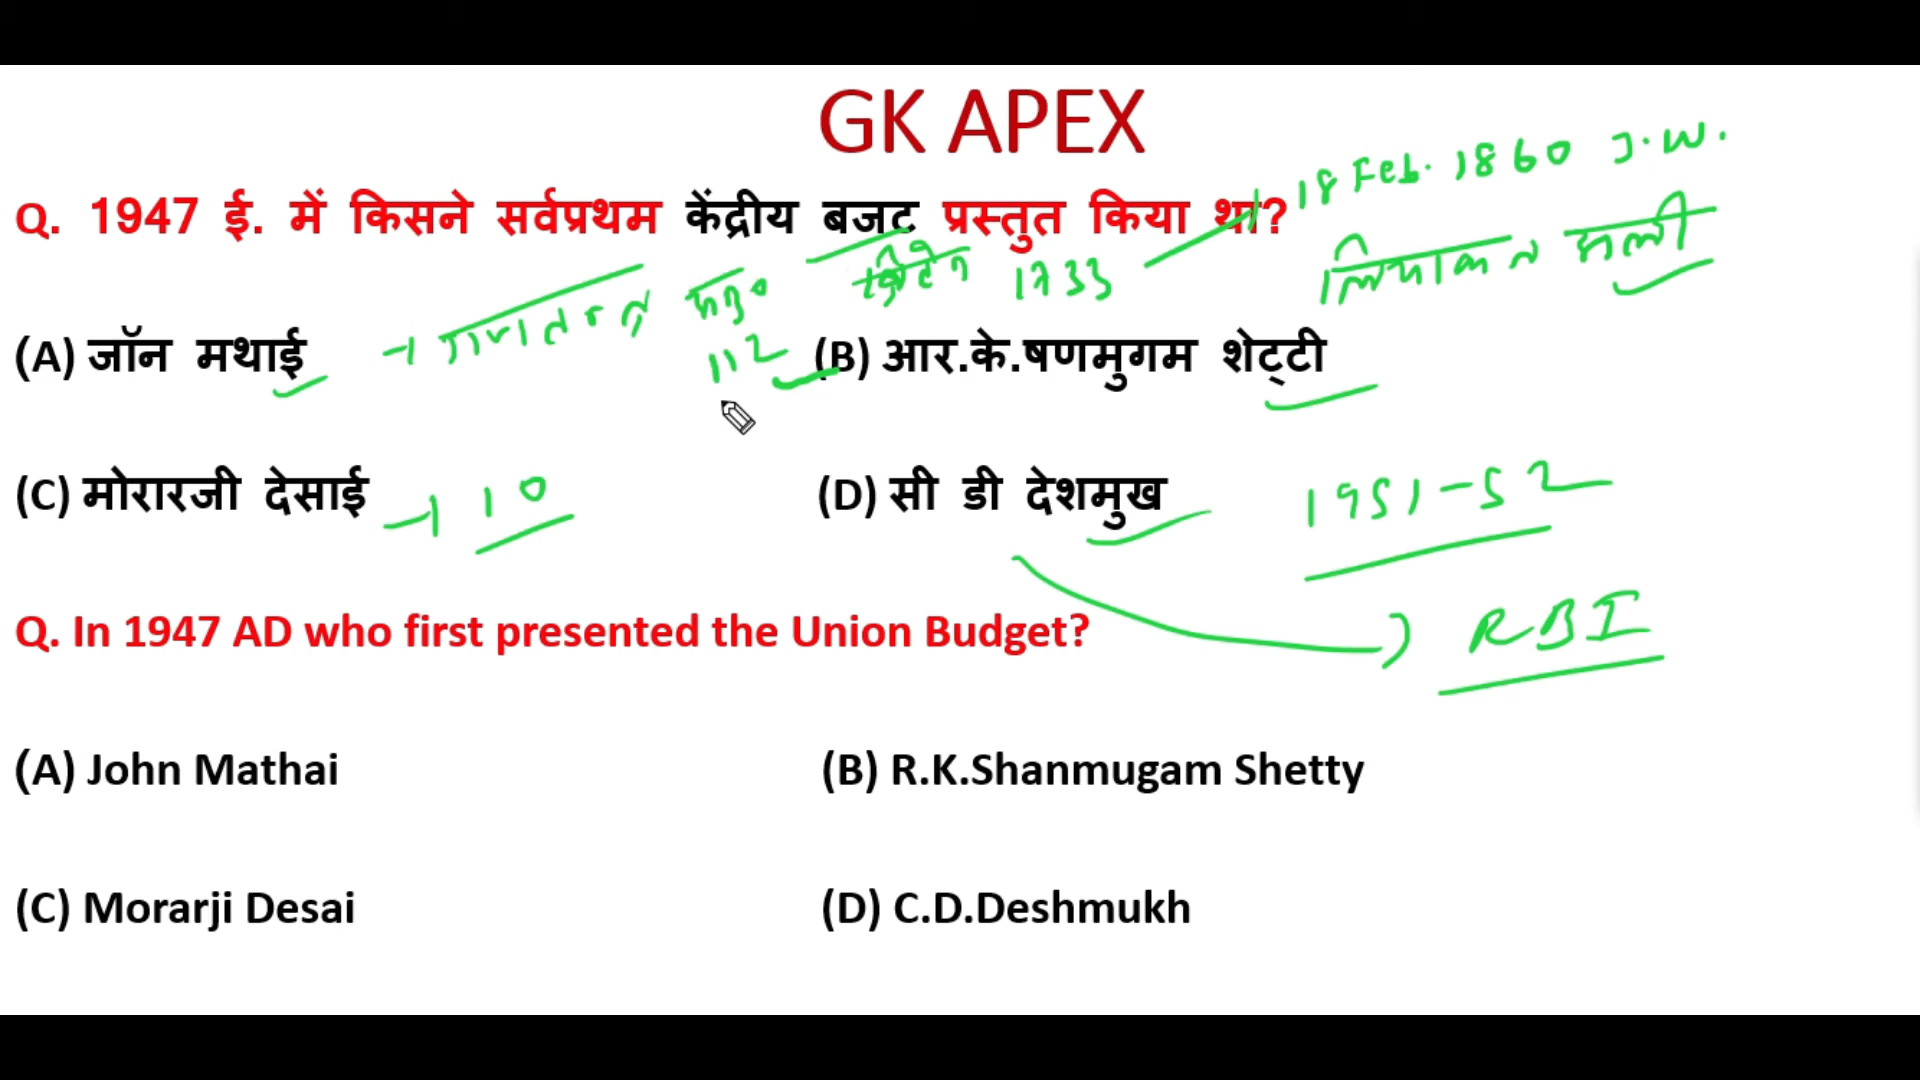 GK APEX
18 Feb. 1860 J.W.
Q. 1947 ई. में किसने सर्वप्रथम केंद्रीय बजट प्रस्तुत किया था?
1733
अली
(A) जॉन मथाई
112
(B) आर.के.षणमुगम शेट्टी
(C) मोरारजी देसाई
10
(D) सी डी देशमुख
1951-52
Q. In 1947 AD who first presented the Union Budget?
RBI
(A) John Mathai
(B) R.K.Shanmugam Shetty
(C) Morarji Desai
(D) C.D.Deshmukh